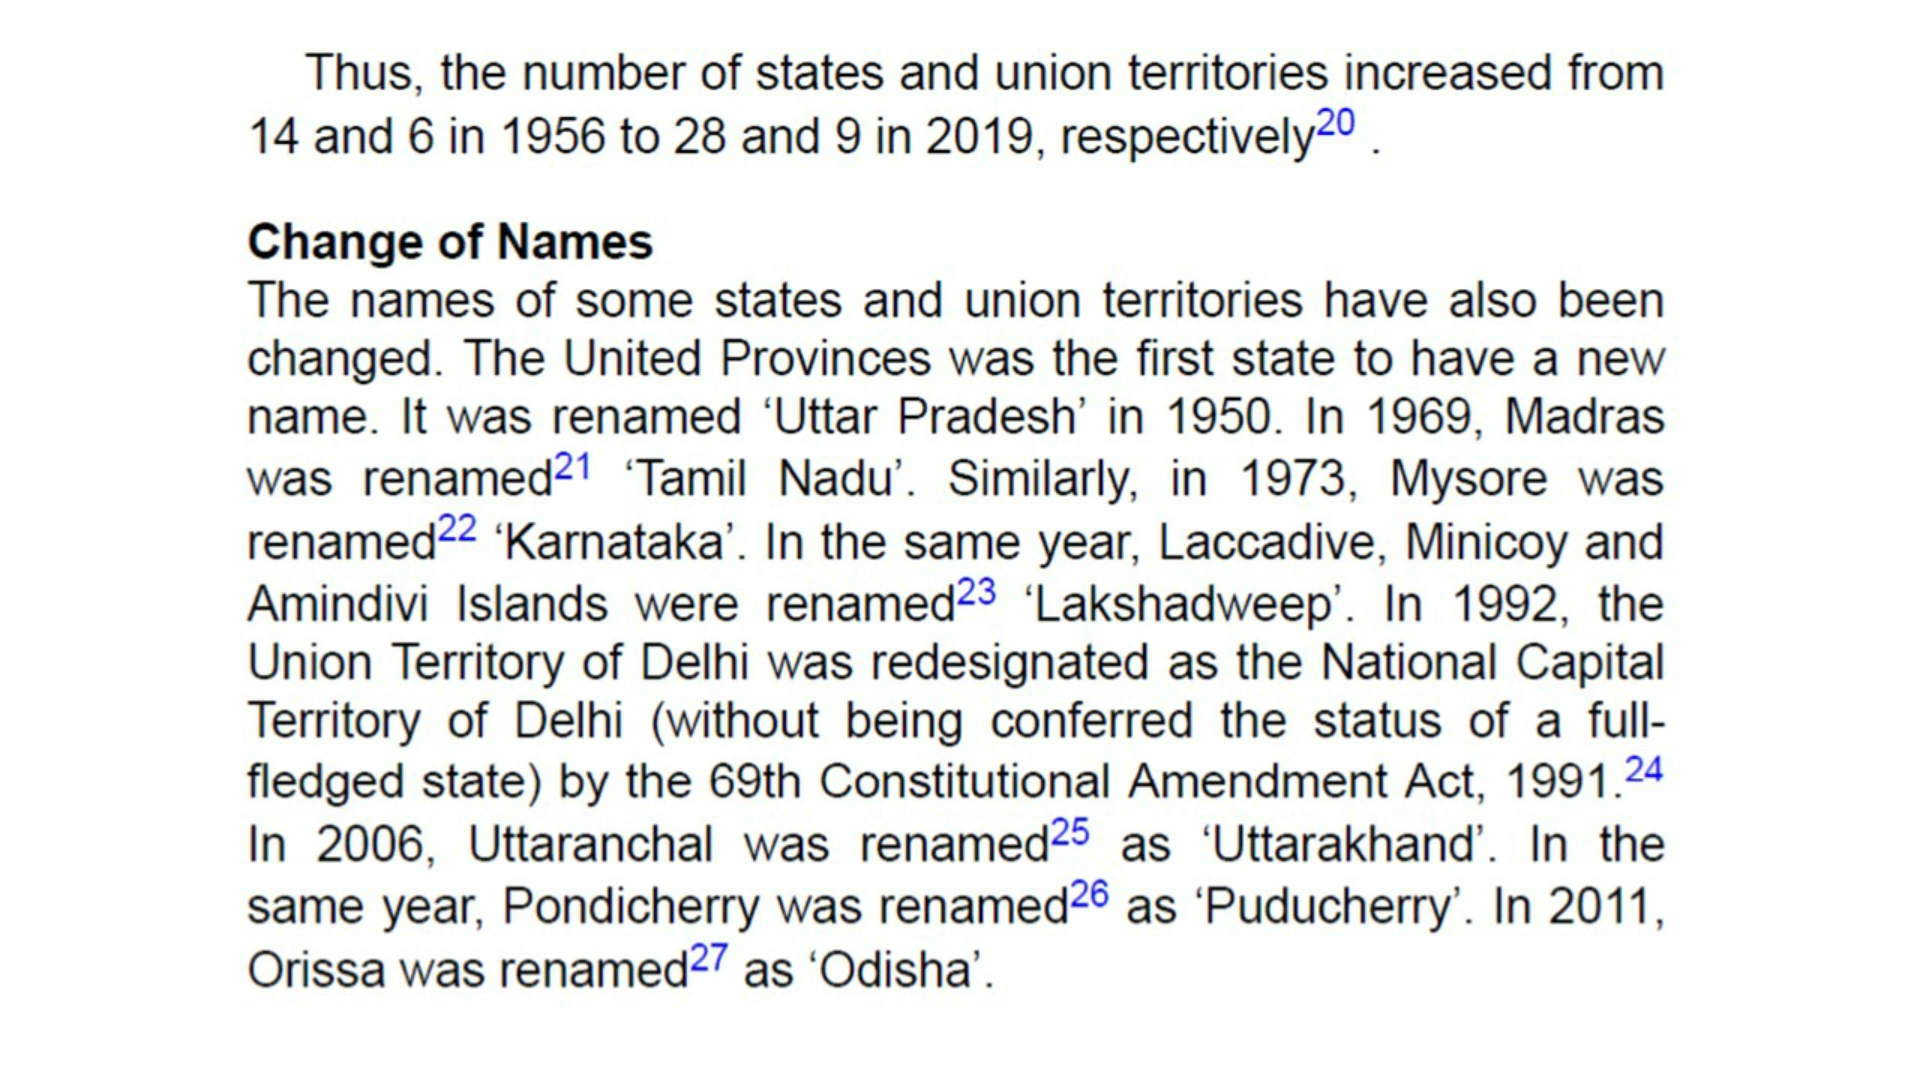 Thus, the number of states and union territories increased from
14 and 6 in 1956 to 28 and 9 in 2019, respectively20 .
Change of Names
The names of some states and union territories have also been
changed. The United Provinces was the first state to have a new
name. It was renamed ‘Uttar Pradesh’ in 1950. In 1969, Madras
was renamed21 ‘Tamil Nadu’. Similarly, in 1973, Mysore was
renamed22 ‘Karnataka’. In the same year, Laccadive, Minicoy and
Amindivi Islands were renamed23 ‘Lakshadweep’. In 1992, the
Union Territory of Delhi was redesignated as the National Capital
Territory of Delhi (without being conferred the status of a full-
fledged state) by the 69th Constitutional Amendment Act, 1991.24
In 2006, Uttaranchal was renamed25 as ‘Uttarakhand’. In the
same year, Pondicherry was renamed26 as ‘Puducherry’. In 2011,
Orissa was renamed27 as ‘Odisha’.